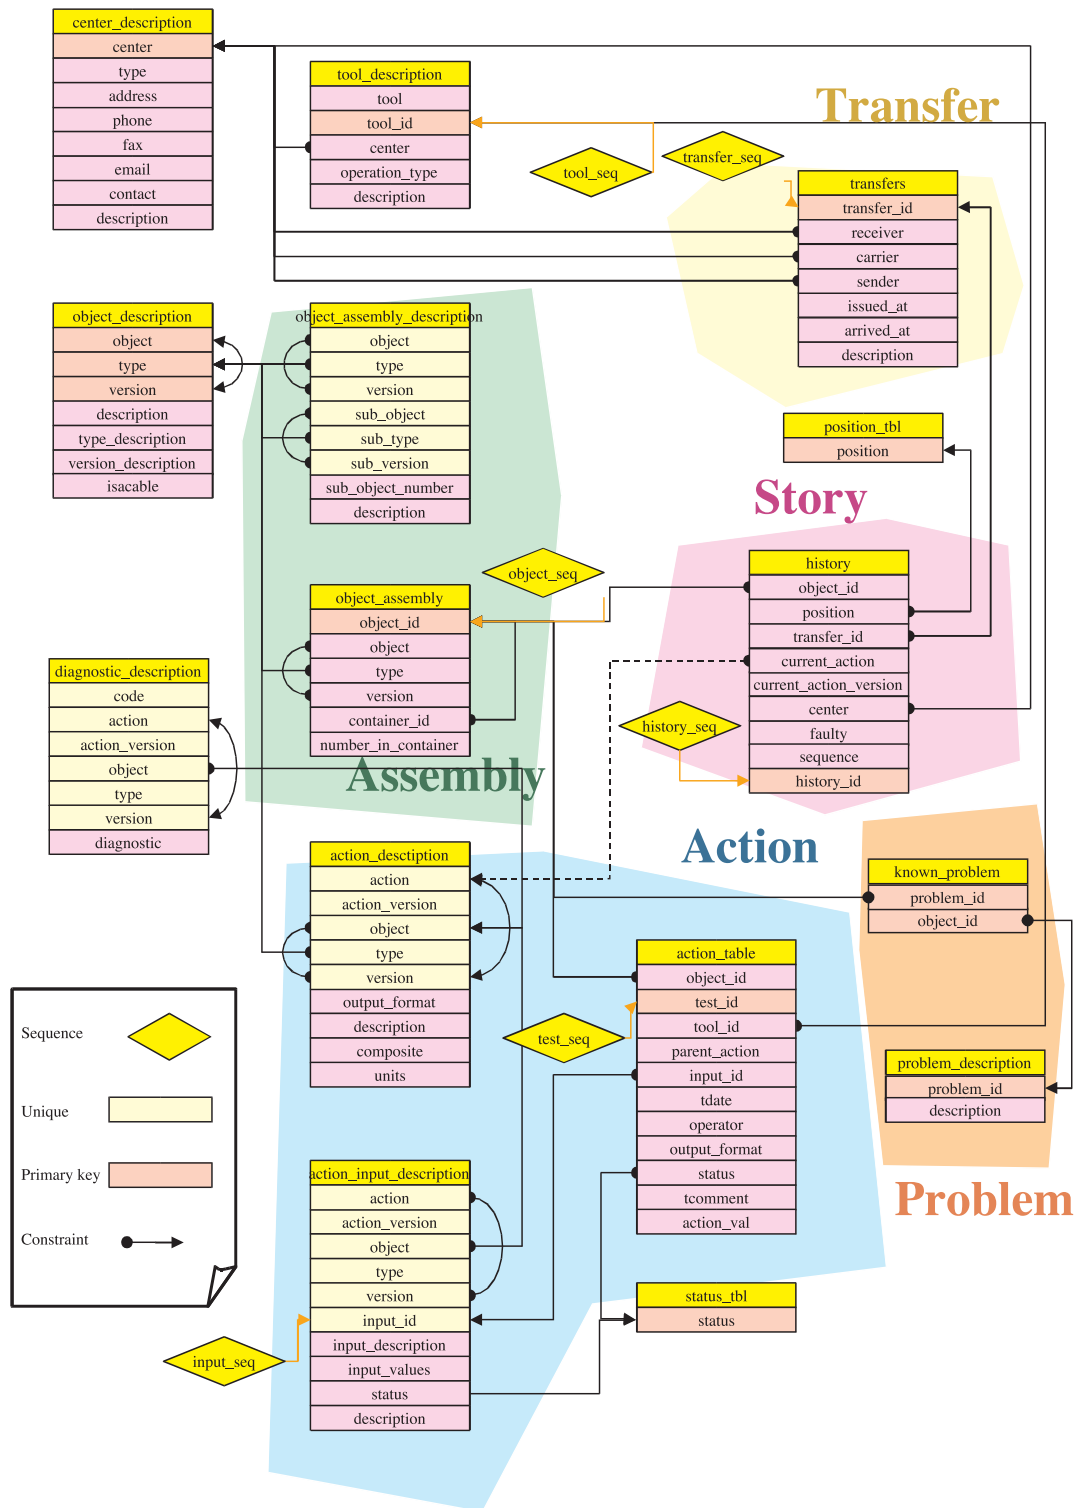 center_description
center
type
address
phone
fax
email
contact
description
tool_description
tool
tool_id
center
operation_type
description
Transfer
tool_seq
transfer_seq
transfers
transfer_id
receiver
carrier
sender
issued_at
arrived_at
description
object_description
object
type
version
description
type_description
version_description
isacable
object_assembly_description
object
type
version
sub_object
sub_type
sub_version
sub_object_number
description
position_tbl
position
Story
object_seq
object_assembly
object_id
object
type
version
container_id
number_in_container
Assembly
history
object_id
position
transfer_id
current_action
current_action_version
center
faulty
sequence
history_id
history_seq
diagnostic_description
code
action
action_version
object
type
version
diagnostic
Action
action_desctiption
action
action_version
object
type
version
output_format
description
composite
units
known_problem
problem_id
object_id
action_table
object_id
test_id
tool_id
parent_action
input_id
tdate
operator
output_format
status
tcomment
action_val
test_seq
problem_description
problem_id
description
Problem
Sequence
Unique
Primary key
Constraint
action_input_description
action
action_version
object
type
version
input_id
input_description
input_values
status
description
input_seq
status_tbl
status